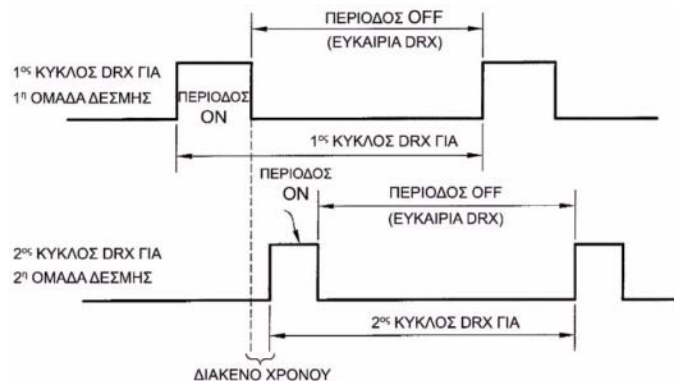 ΠΕΡΙΟΔΟΣ OFF
(ΕΥΚΑΙΡΙΑ DRX)
1ος ΚΥΚΛΟΣ DRX ΓΙΑ
1η ΟΜΑΔΑ ΔΕΣΜΗΣ
ΠΕΡΙΟΔΟΣ
ON
1ος ΚΥΚΛΟΣ DRX ΓΙΑ
ΠΕΡΙΟΔΟΣ
ON
ΠΕΡΙΟΔΟΣ OFF
(ΕΥΚΑΙΡΙΑ DRX)
2ος ΚΥΚΛΟΣ DRX ΓΙΑ
2η ΟΜΑΔΑ ΔΕΣΜΗΣ
2ος ΚΥΚΛΟΣ DRX ΓΙΑ
ΔΙΑΚΕΝΟ ΧΡΟΝΟΥ